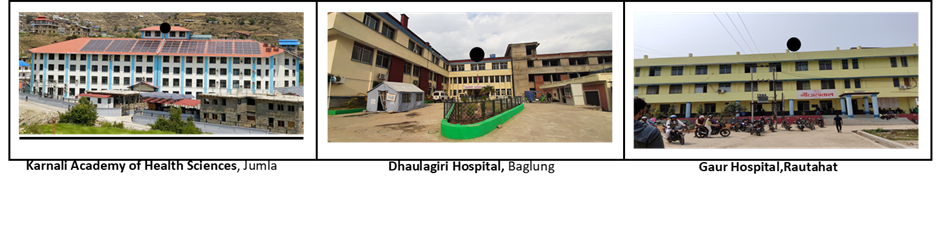 Karnali Academy of Health Sciences, Jumla
Dhaulagiri Hospital, Baglung
Gaur Hospital,Rautahat